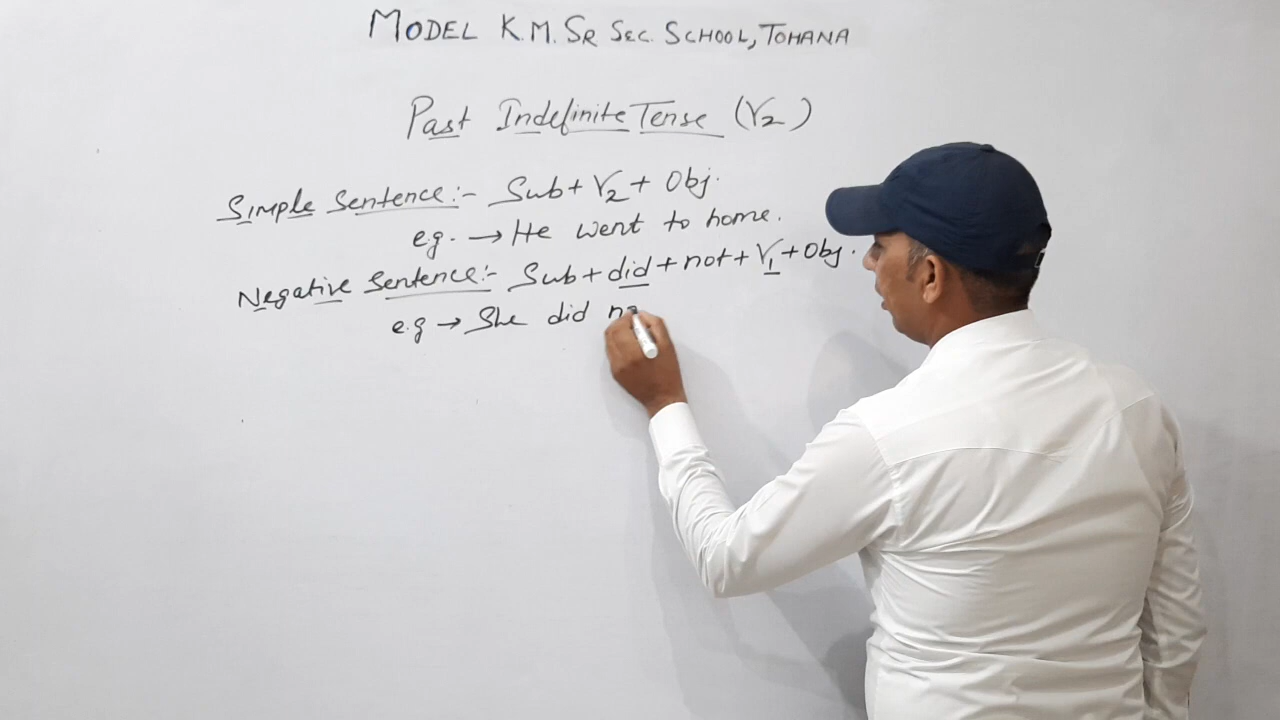 MODEL K.M. SR SEC. SCHOOL, TOHANA
Past Indefinite Tense (V2)
Simple Sentence:- Sub + V2 + Obj.
e.g. → He went to home.
Negative Sentence:- Sub + did + not + V1 + Obj.
e.g → She did